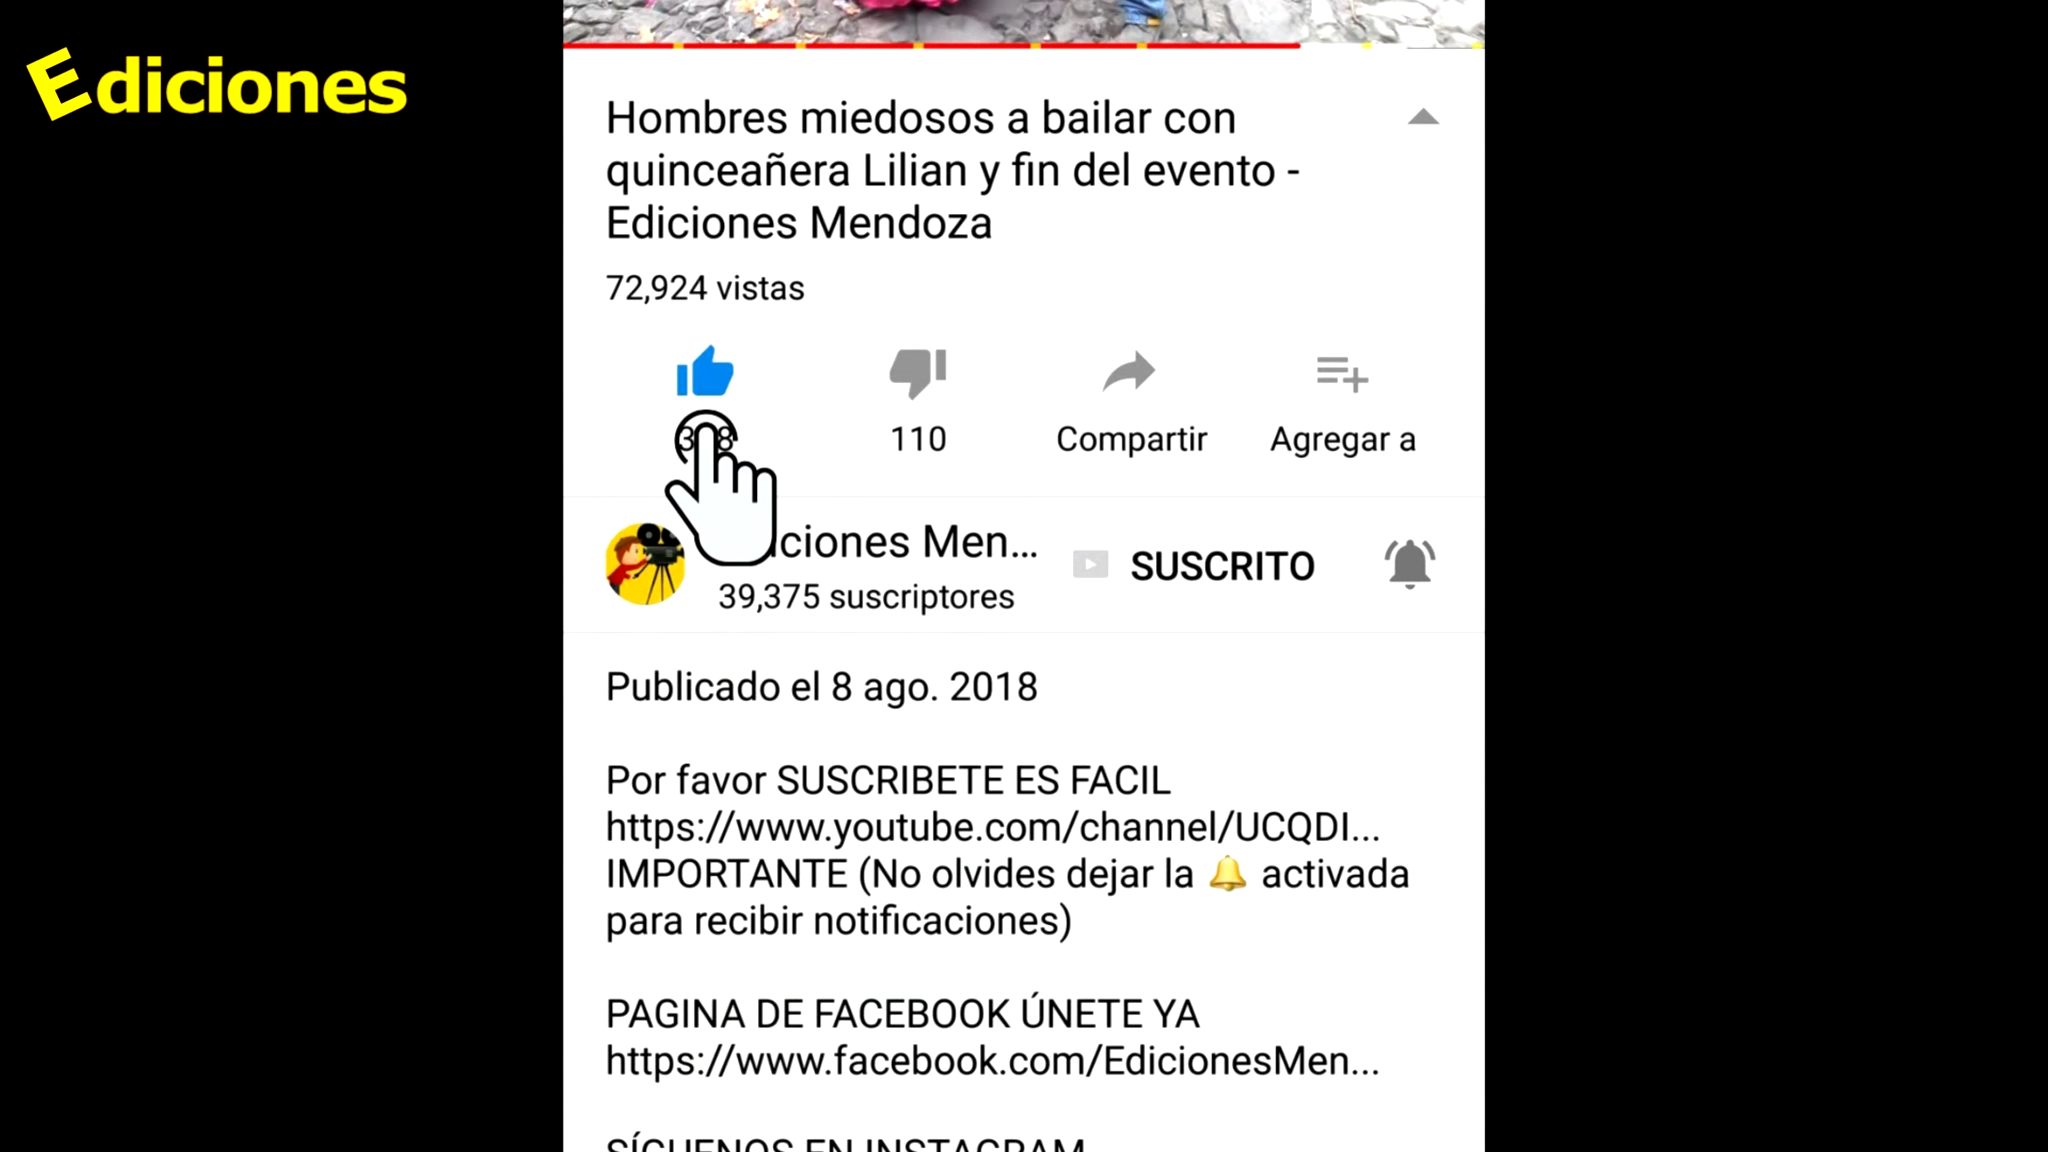 Ediciones
Hombres miedosos a bailar con
quinceañera Lilian y fin del evento -
Ediciones Mendoza
72,924 vistas
110
Compartir
Agregar a
ciones Men...
SUSCRITO
39,375 suscriptores
Publicado el 8 ago. 2018
Por favor SUSCRIBETE ES FACIL
https://www.youtube.com/channel/UCQDI...
IMPORTANTE (No olvides dejar la 🔔 activada
para recibir notificaciones)
PAGINA DE FACEBOOK ÚNETE YA
https://www.facebook.com/EdicionesMen...
SÍGUENOS EN INSTAGRAM